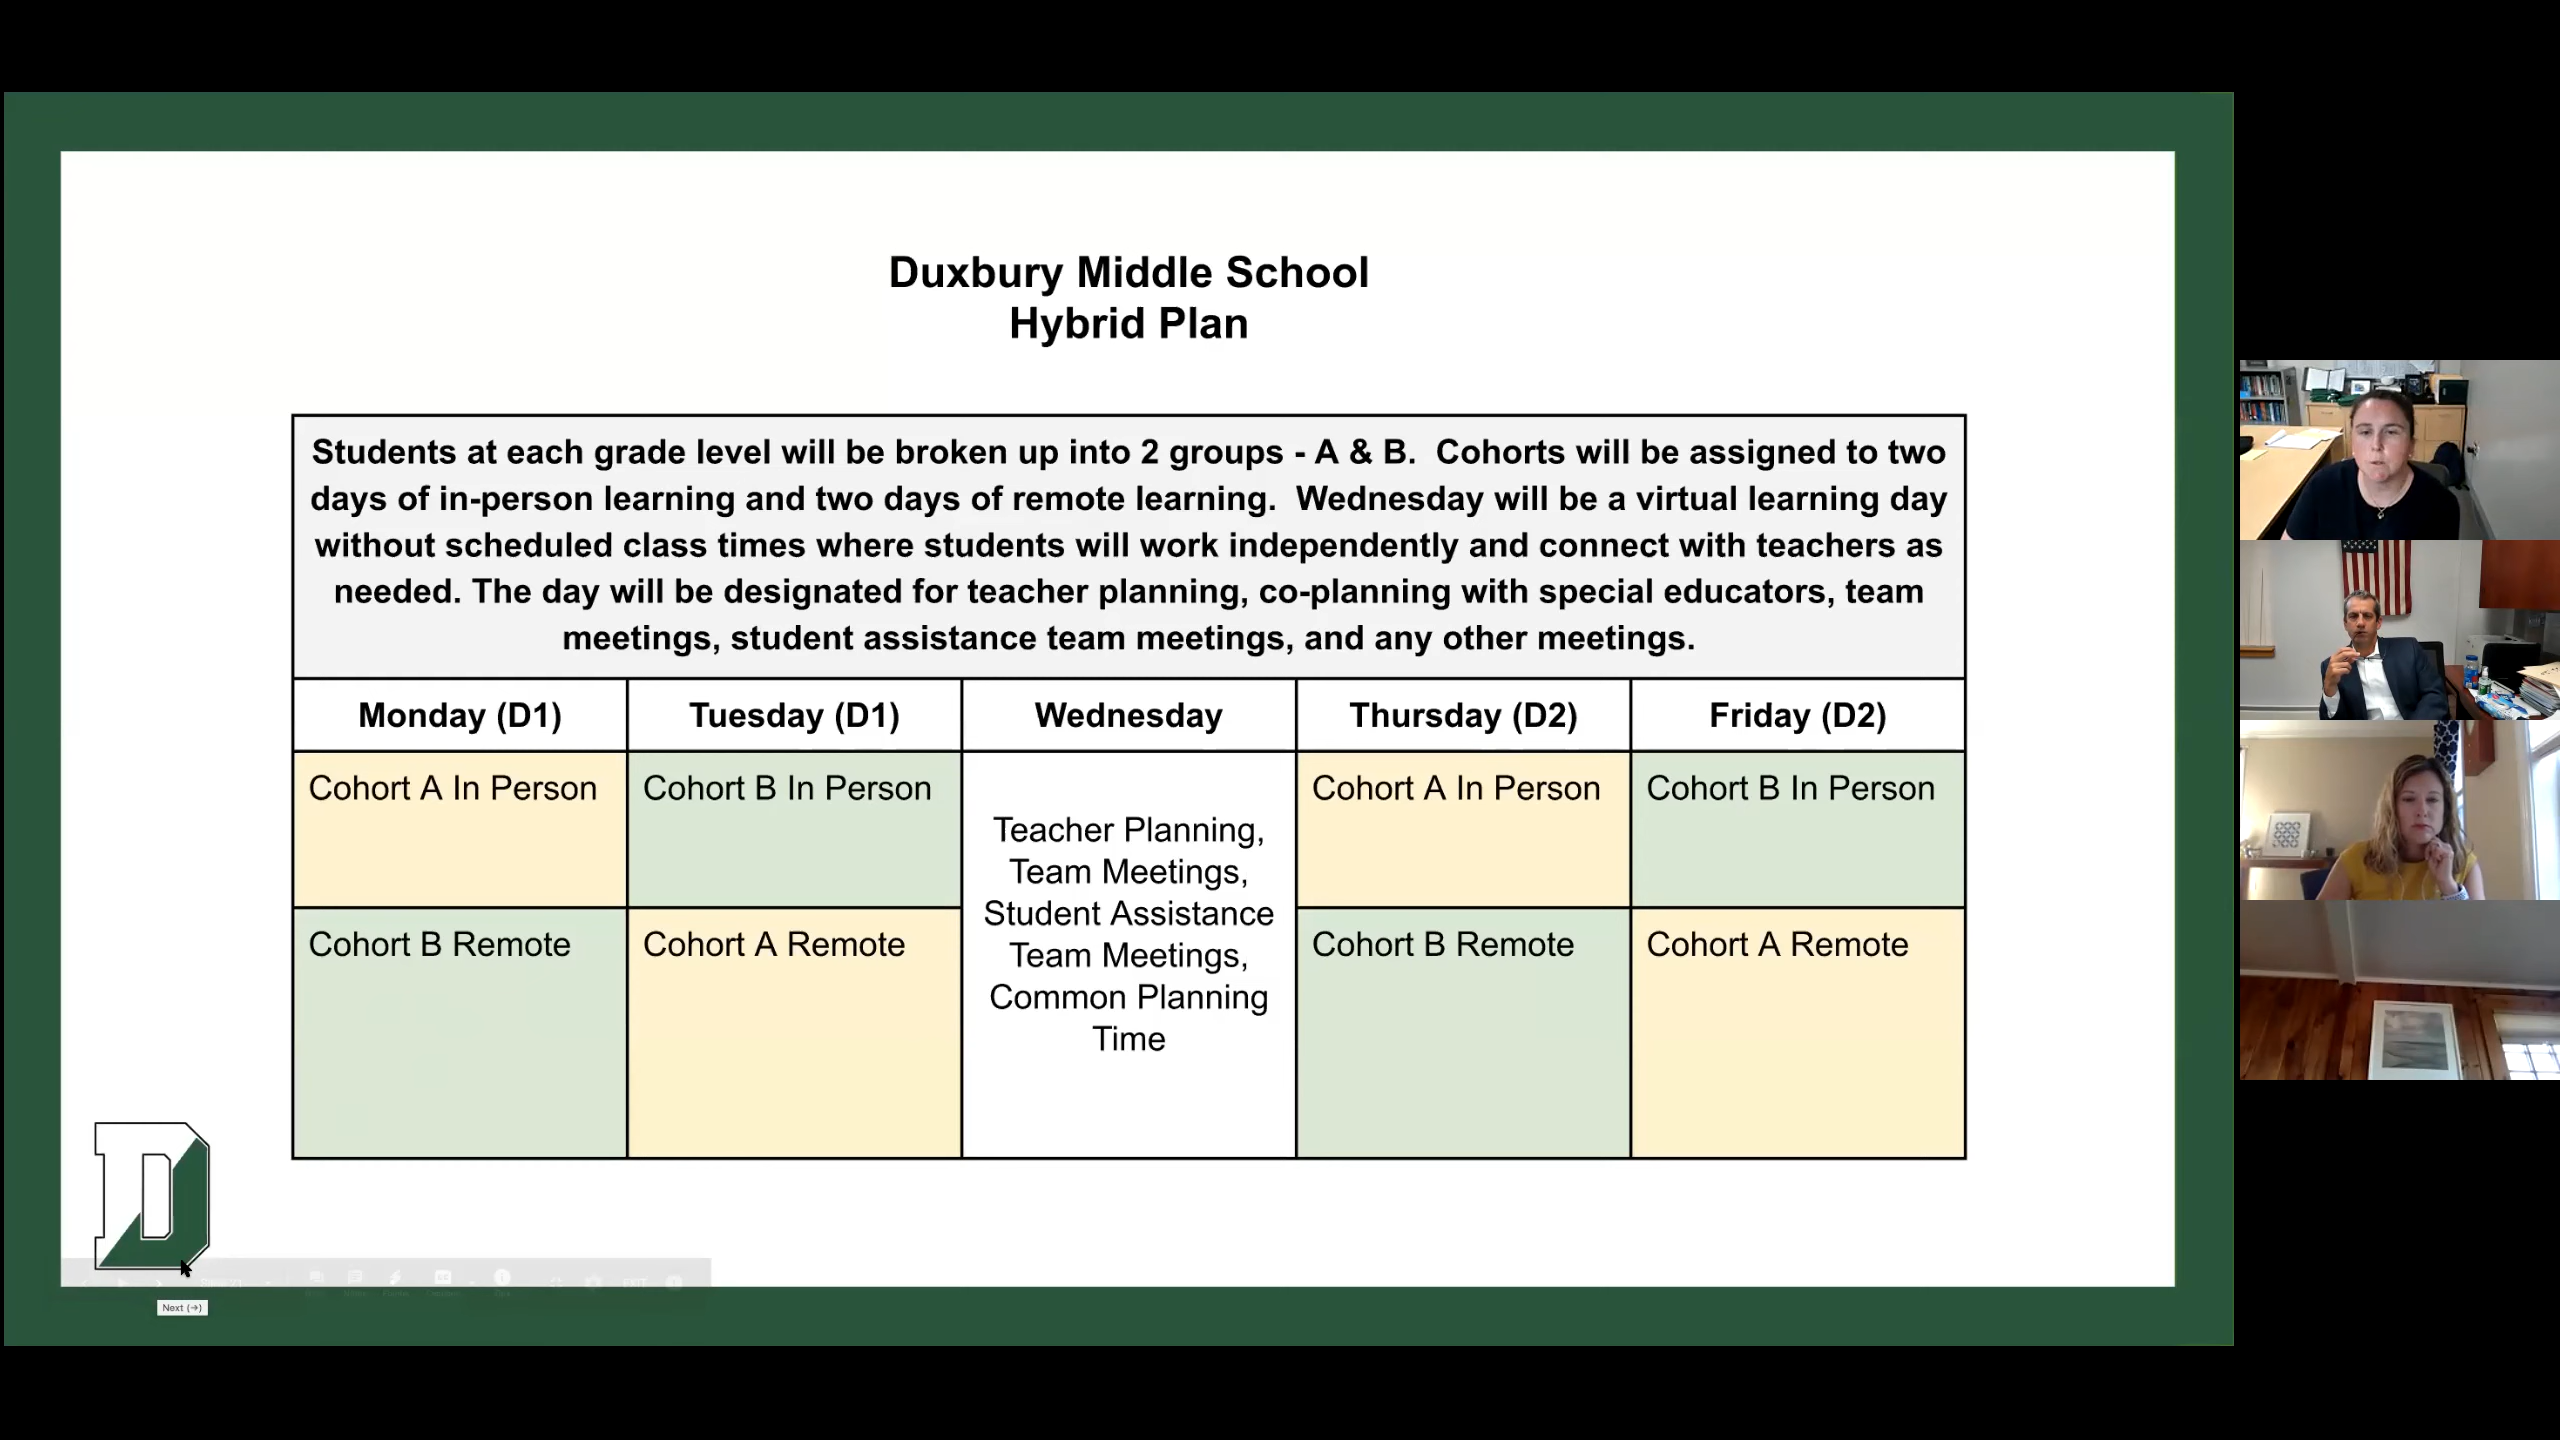 Duxbury Middle School
Hybrid Plan
Students at each grade level will be broken up into 2 groups - A & B.  Cohorts will be assigned to two
days of in-person learning and two days of remote learning.  Wednesday will be a virtual learning day
without scheduled class times where students will work independently and connect with teachers as
needed. The day will be designated for teacher planning, co-planning with special educators, team
meetings, student assistance team meetings, and any other meetings.
Monday (D1)
Tuesday (D1)
Wednesday
Thursday (D2)
Friday (D2)
Cohort A In Person
Cohort B In Person
Teacher Planning,
Team Meetings,
Student Assistance
Team Meetings,
Common Planning
Time
Cohort A In Person
Cohort B In Person
Cohort B Remote
Cohort A Remote
Cohort B Remote
Cohort A Remote
D
EXIT
Next (→)